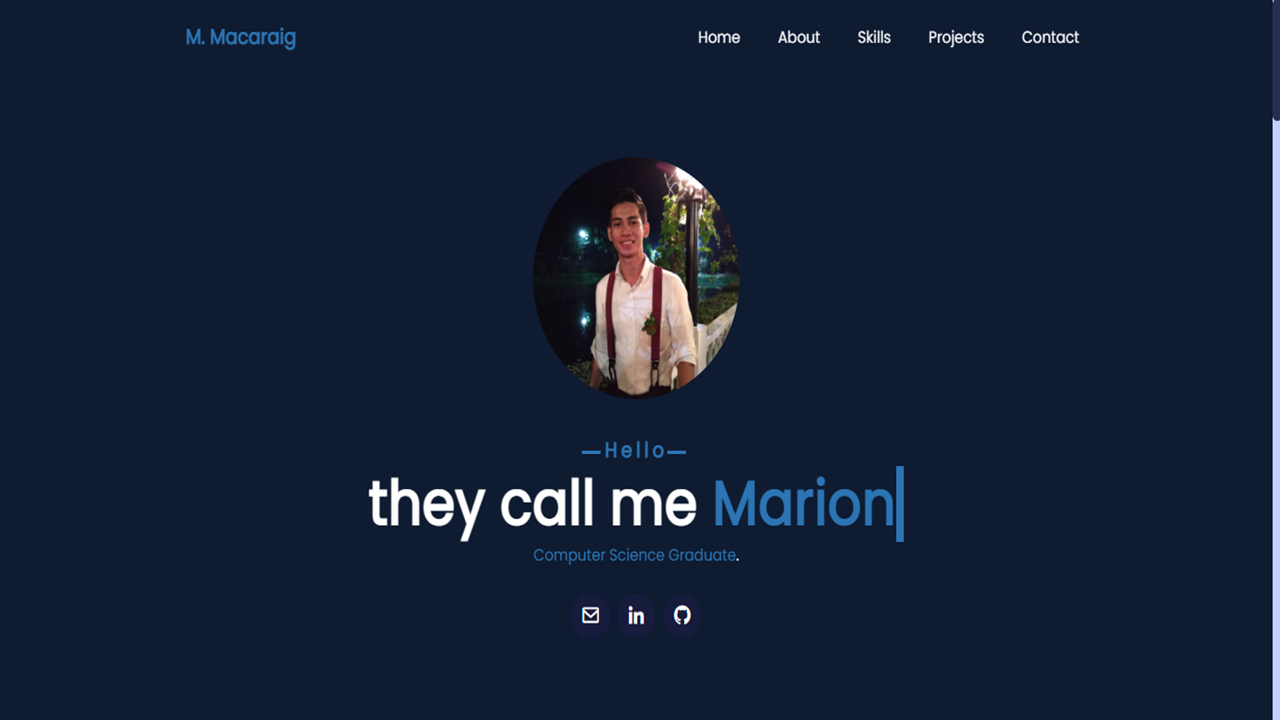 M. Macaraig
Home About Skills Projects Contact
—Hello—
they call me Marion
Computer Science Graduate.
in